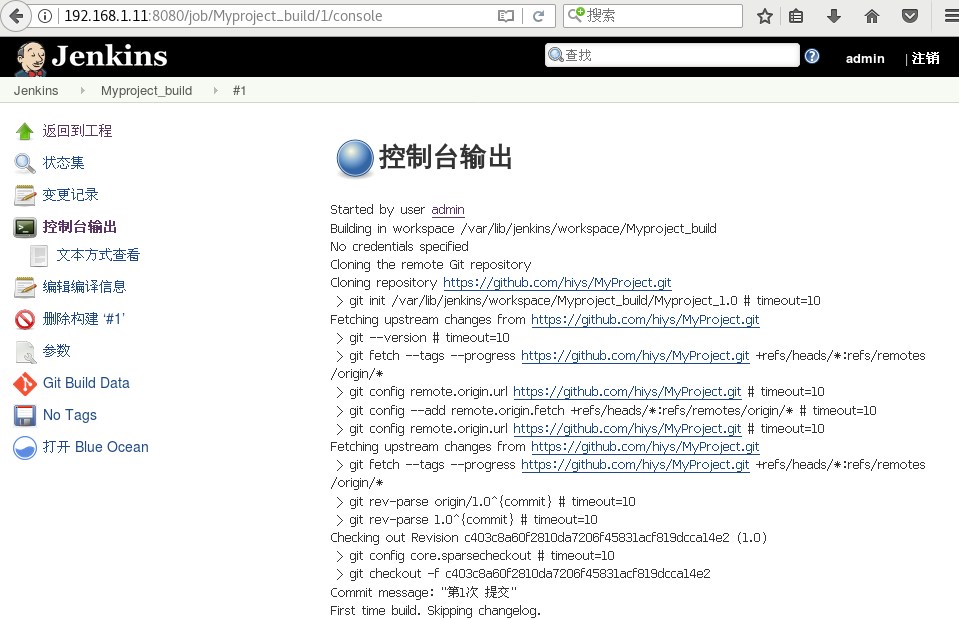 192.168.1.11:8080/job/Myproject_build/1/console
搜索
Jenkins
查找
admin
| 注销
Jenkins
Myproject_build
#1
返回到工程
状态集
变更记录
控制台输出
文本方式查看
编辑编译信息
删除构建 ‘#1’
参数
Git Build Data
No Tags
打开 Blue Ocean
控制台输出
Started by user admin
Building in workspace /var/lib/jenkins/workspace/Myproject_build
No credentials specified
Cloning the remote Git repository
Cloning repository https://github.com/hiys/MyProject.git
> git init /var/lib/jenkins/workspace/Myproject_build/Myproject_1.0 # timeout=10
Fetching upstream changes from https://github.com/hiys/MyProject.git
> git --version # timeout=10
> git fetch --tags --progress https://github.com/hiys/MyProject.git +refs/heads/*:refs/remotes
/origin/*
> git config remote.origin.url https://github.com/hiys/MyProject.git # timeout=10
> git config --add remote.origin.fetch +refs/heads/*:refs/remotes/origin/* # timeout=10
> git config remote.origin.url https://github.com/hiys/MyProject.git # timeout=10
Fetching upstream changes from https://github.com/hiys/MyProject.git
> git fetch --tags --progress https://github.com/hiys/MyProject.git +refs/heads/*:refs/remotes
/origin/*
> git rev-parse origin/1.0^{commit} # timeout=10
> git rev-parse 1.0^{commit} # timeout=10
Checking out Revision c403c8a60f2810da7206f45831acf819dcca14e2 (1.0)
> git config core.sparsecheckout # timeout=10
> git checkout -f c403c8a60f2810da7206f45831acf819dcca14e2
Commit message: "第1次 提交"
First time build. Skipping changelog.